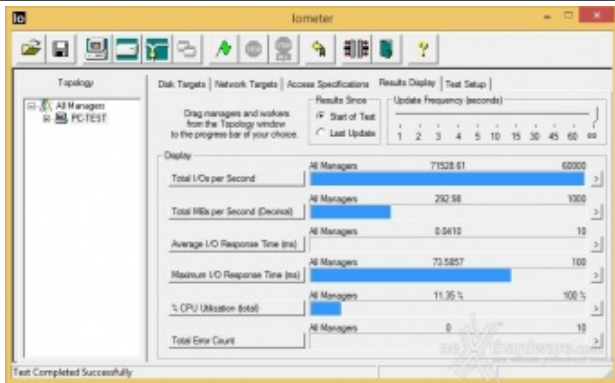 Io
Iometer
Topology
All Managers
PC-TEST
Disk Targets
Network Targets
Access Specifications
Results Display
Test Setup
Drag managers and workers
from the Topology window
to the progress bar of your choice.
Results Since
Start of Test
Last Update
Update Frequency (seconds)
1 2 3 4 5 10 15 30 45 60 ∞
Display
All Managers 71528.61 60000
Total I/Os per Second
All Managers 292.98 1000
Total MBs per Second (Decimal)
All Managers 0.0410 10
Average I/O Response Time (ms)
All Managers 73.5857 100
Maximum I/O Response Time (ms)
All Managers 11.35 % 100 %
% CPU Utilization (total)
All Managers 0 10
Total Error Count
Test Completed Successfully